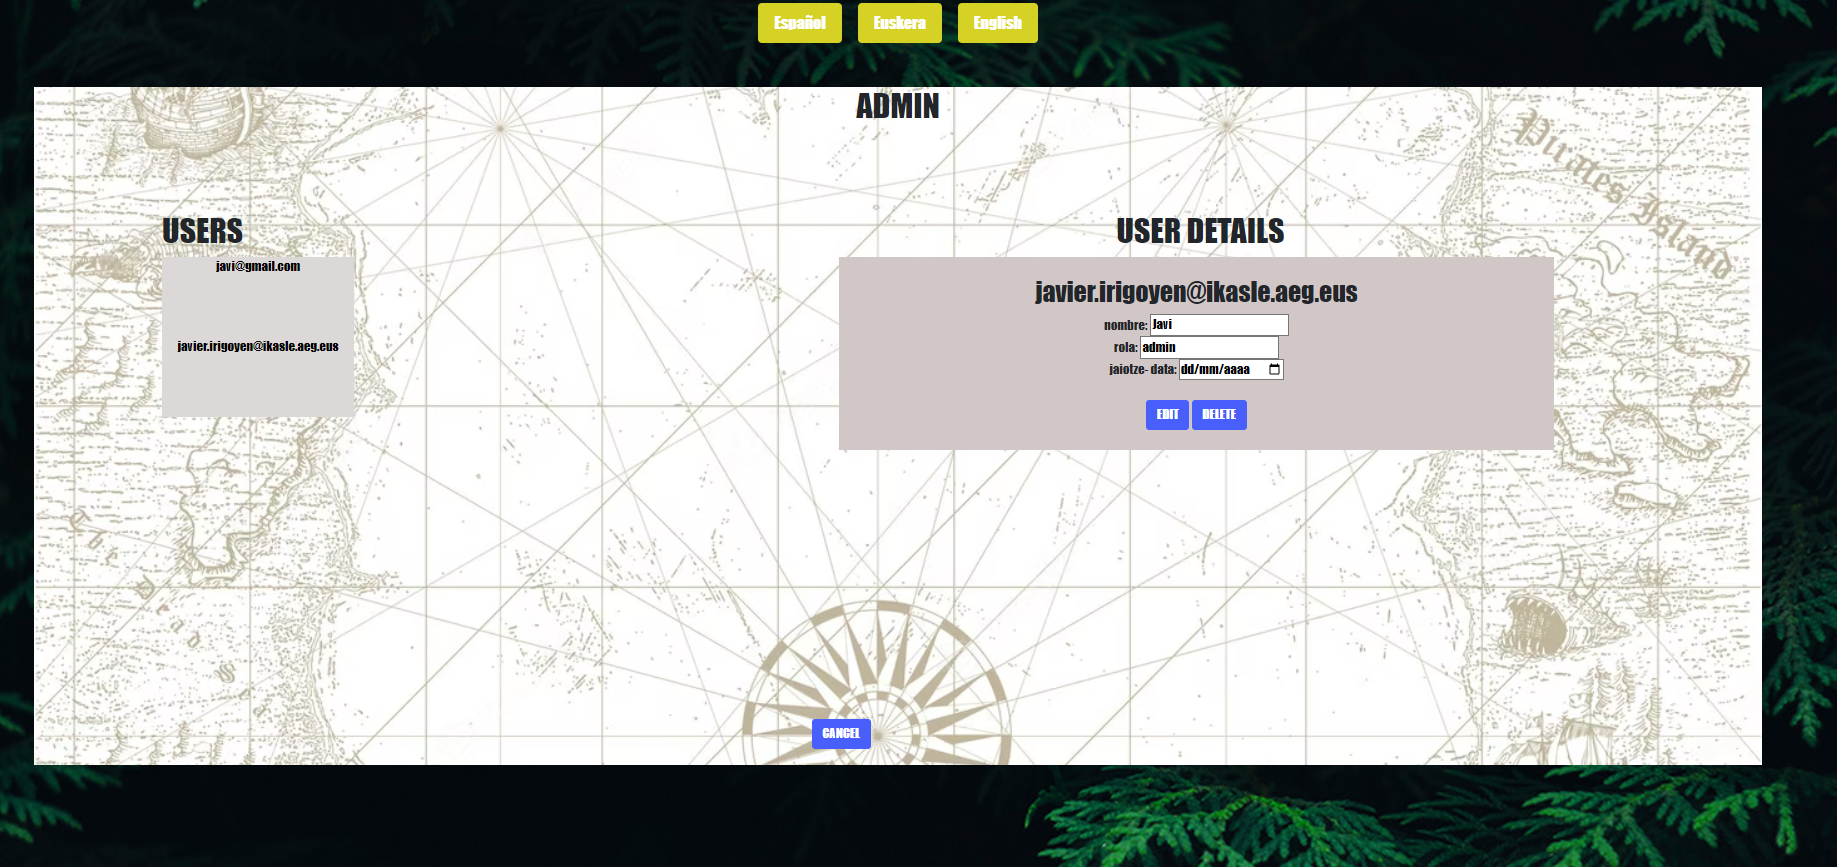 Español Euskera English
ADMIN
Pirates Island
USERS
javi@gmail.com
javier.irigoyen@ikasle.aeg.eus
USER DETAILS
javier.irigoyen@ikasle.aeg.eus
nombre: Javi
rola: admin
jaiotze- data: dd/mm/aaaa
EDIT DELETE
CANCEL